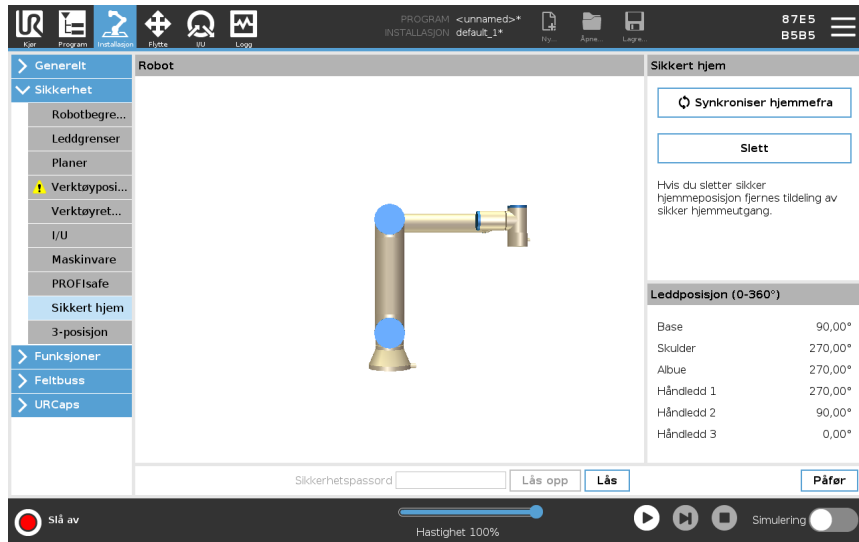 UR
Kjør
Program
Installasjon
Flytte
I/U
Logg
PROGRAM <unnamed>*
INSTALLASJON default_1*
Ny...
Åpne...
Lagre...
87E5
B5B5
Generelt
Sikkerhet
Robotbegre...
Leddgrenser
Planer
Verktøyposi...
Verktøyret...
I/U
Maskinvare
PROFIsafe
Sikkert hjem
3-posisjon
Funksjoner
Feltbuss
URCaps
Robot
Sikkert hjem
Synkroniser hjemmefra
Slett
Hvis du sletter sikker
hjemmeposisjon fjernes tildeling av
sikker hjemmeutgang.
Leddposisjon (0-360°)
Base 90,00°
Skulder 270,00°
Albue 270,00°
Håndledd 1 270,00°
Håndledd 2 90,00°
Håndledd 3 0,00°
Sikkerhetspassord
Lås opp
Lås
Påfør
Slå av
Hastighet 100%
Simulering